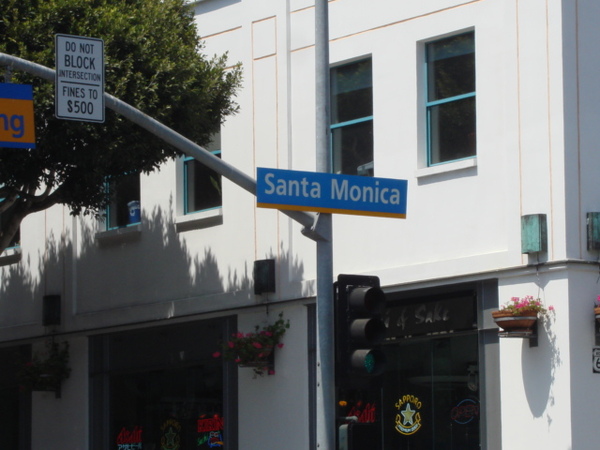 DO NOT
BLOCK
INTERSECTION
FINES TO
$500
ng
Santa Monica
SAPPORO